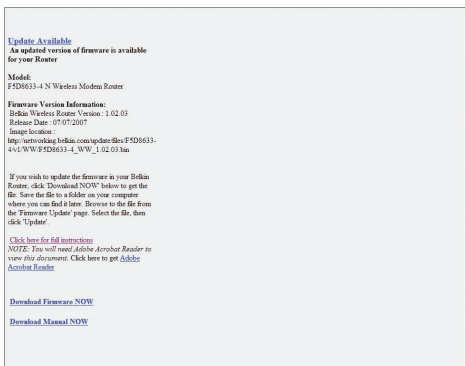 Update Available
An updated version of firmware is available
for your Router
Model:
F5D8633-4 N Wireless Modem Router
Firmware Version Information:
Belkin Wireless Router Version : 1.02.03
Release Date : 07/07/2007
Image location :
http://networking.belkin.com/update/files/F5D8633-
4/v1/WW/F5D8633-4_WW_1.02.03.bin
If you wish to update the firmware in your Belkin
Router, click 'Download NOW' below to get the
file. Save the file to a folder on your computer
where you can find it later. Browse to the file from
the 'Firmware Update' page. Select the file, then
click 'Update'.
Click here for full instructions
NOTE: You will need Adobe Acrobat Reader to
view this document. Click here to get Adobe
Acrobat Reader
Download Firmware NOW
Download Manual NOW